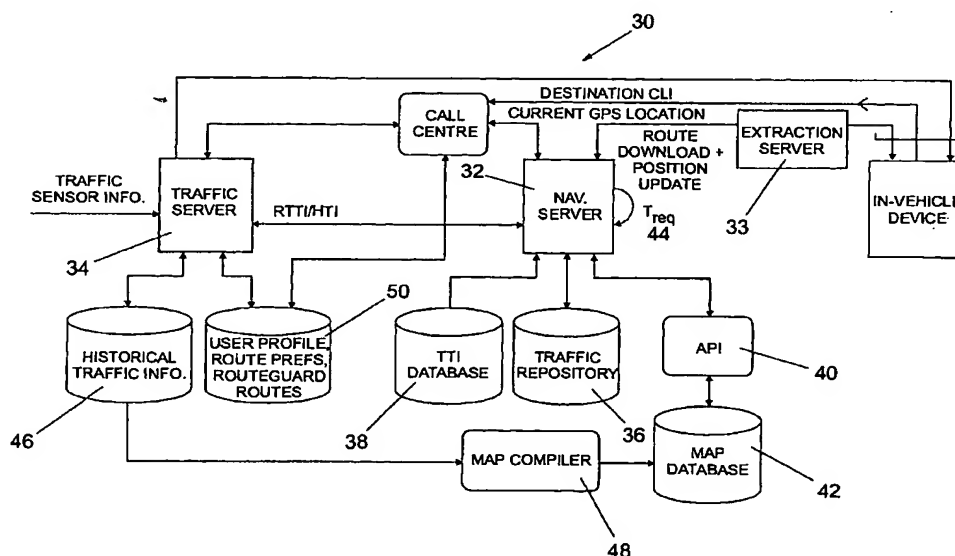 30
DESTINATION CLI
CALL
CENTRE
CURRENT GPS LOCATION
ROUTE
DOWNLOAD +
POSITION
UPDATE
EXTRACTION
SERVER
33
TRAFFIC
SENSOR INFO.
TRAFFIC
SERVER
34
RTTI/HTI
32
NAV.
SERVER
Treq
44
IN-VEHICLE
DEVICE
HISTORICAL
TRAFFIC INFO.
46
50
USER PROFILE,
ROUTE PREFS,
ROUTEGUARD
ROUTES
TTI
DATABASE
38
TRAFFIC
REPOSITORY
36
API
40
MAP COMPILER
48
MAP
DATABASE
42